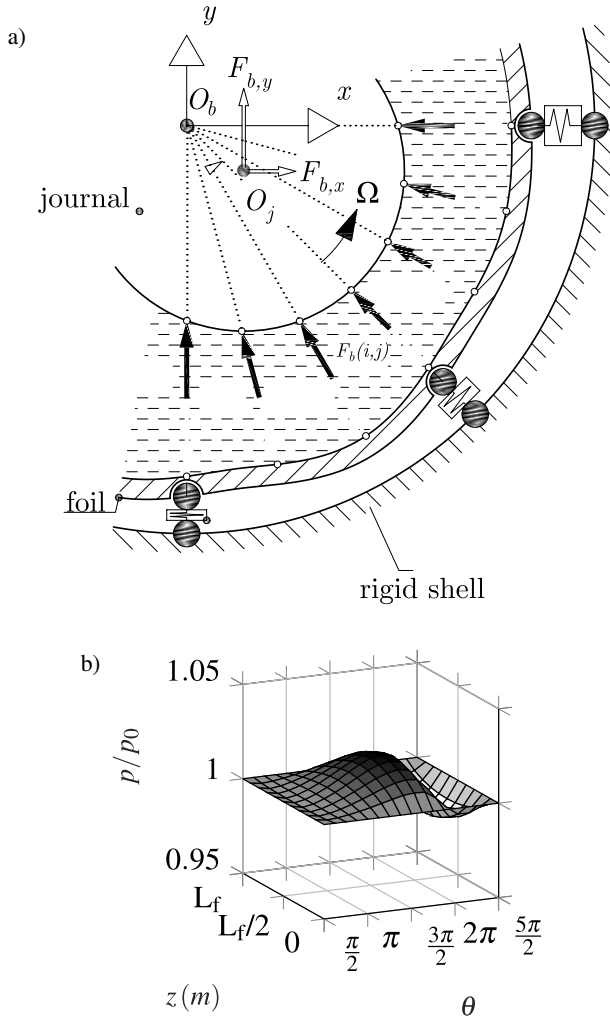 a)
y
F_{b,y}
O_b
x
F_{b,x}
journal
O_j
Ω
F_b(i,j)
foil
rigid shell
b)
1.05
p/p_0
1
0.95
L_f
L_f/2
0
π/2 π 3π/2 2π 5π/2
z(m)
θ